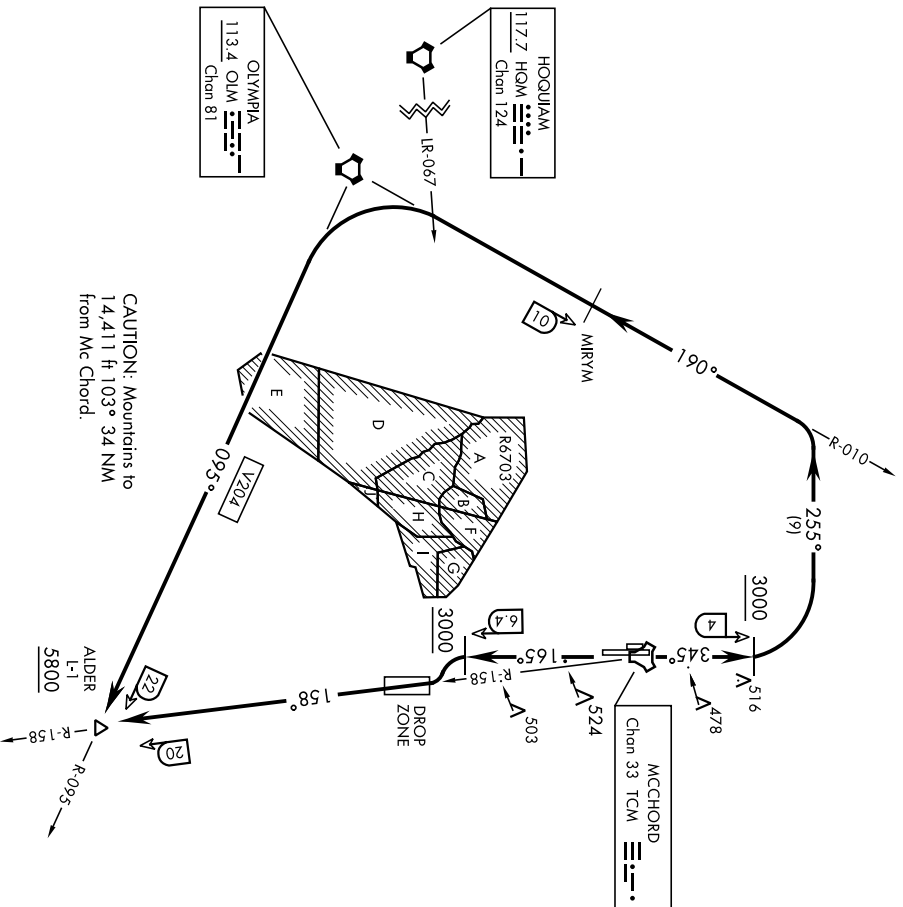 HOQUIAM
117.7 HQM
Chan 124
OLYMPIA
113.4 OLM
Chan 81
LR-067
10
MIRYM
190°
R-010
255°
(9)
3000
4
516
345°
478
MCCHORD
Chan 33 TCM
524
503
165°
R-158
6.4
3000
R6703
A
B
C
D
E
F
G
H
I
J
DROP
ZONE
158°
V204
095°
CAUTION: Mountains to
14,411 ft 103° 34 NM
from Mc Chord.
ALDER
L-1
5800
22
20
R-158
R-095